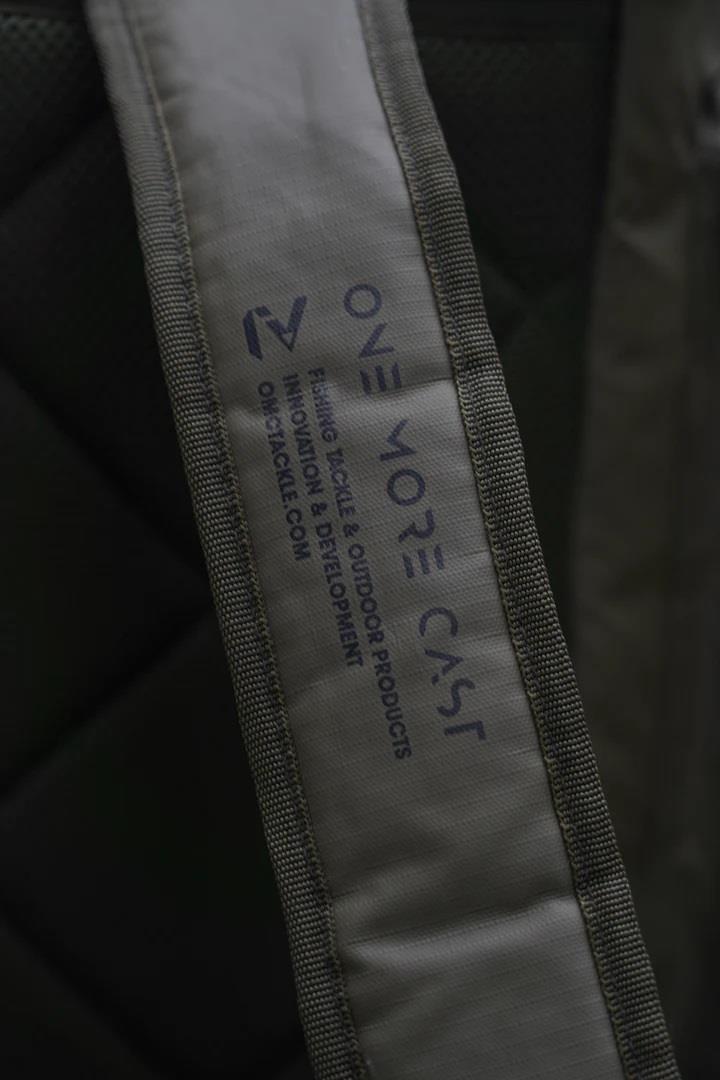 ONE MORE CAST
FISHING TACKLE & OUTDOOR PRODUCTS
INNOVATION & DEVELOPMENT
OMCTACKLE.COM